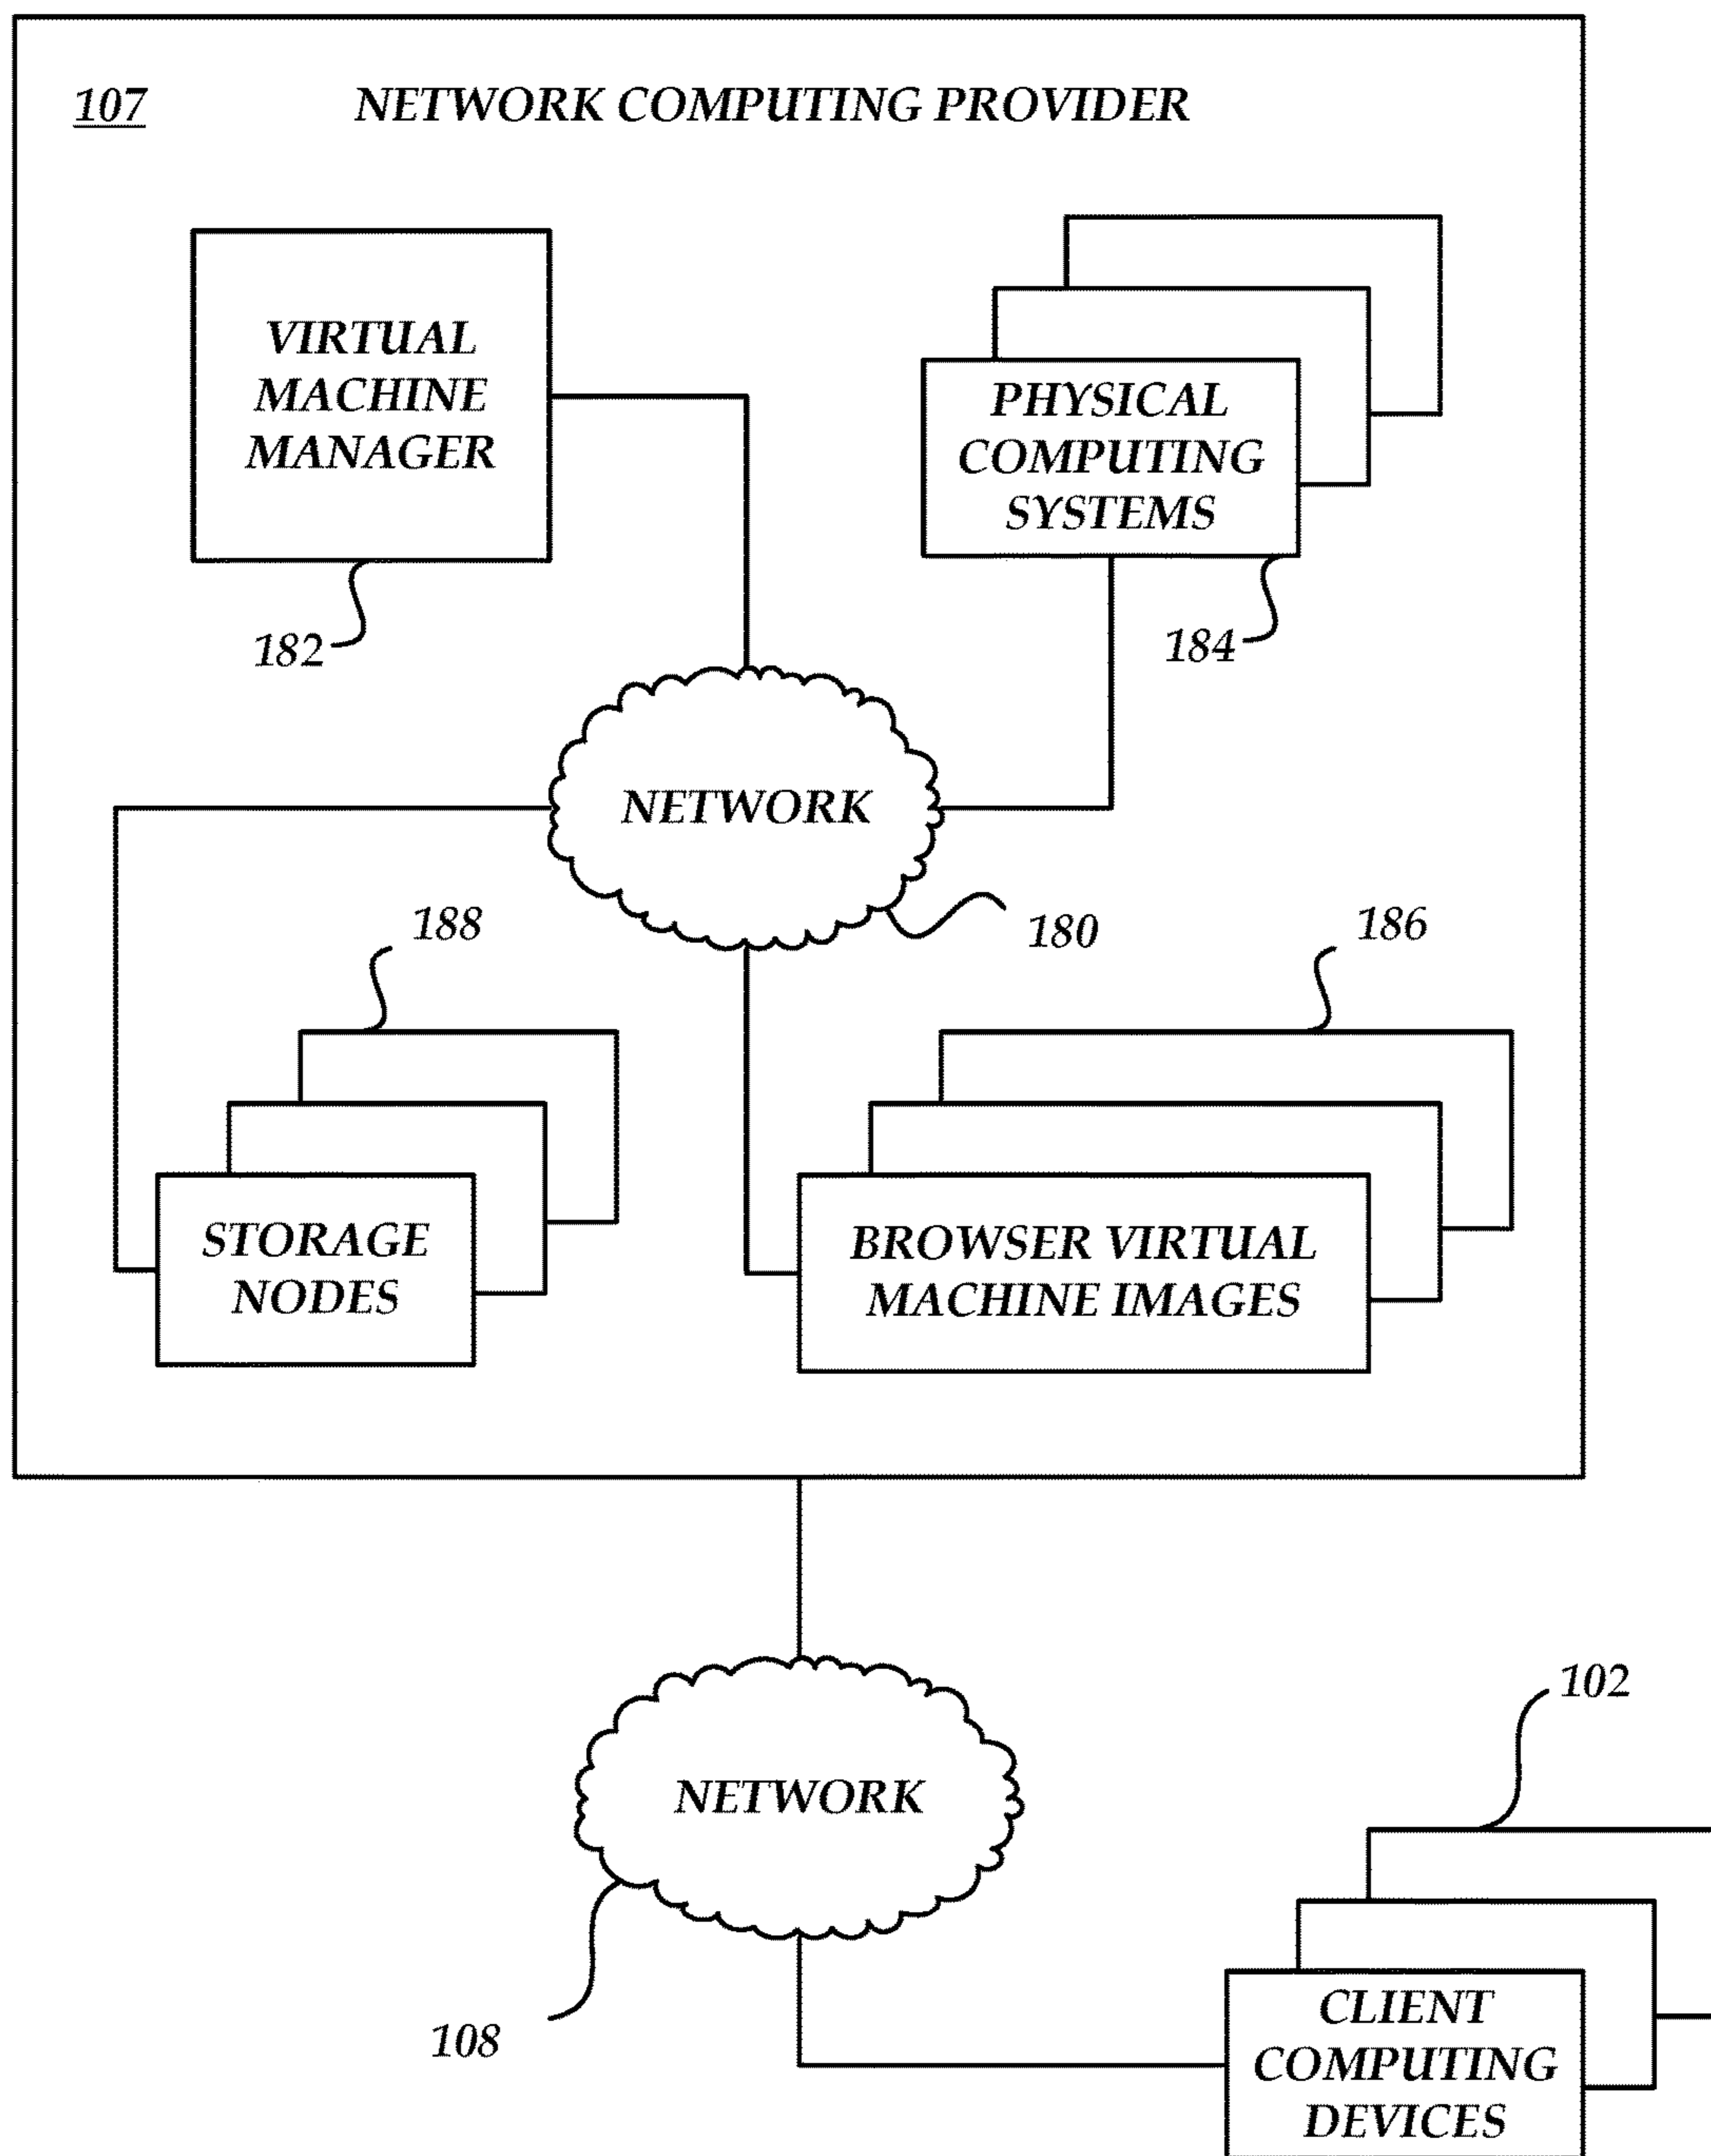 107 NETWORK COMPUTING PROVIDER
VIRTUAL
MACHINE
MANAGER
182
PHYSICAL
COMPUTING
SYSTEMS
184
NETWORK
180
188
186
STORAGE
NODES
BROWSER VIRTUAL
MACHINE IMAGES
NETWORK
108
102
CLIENT
COMPUTING
DEVICES